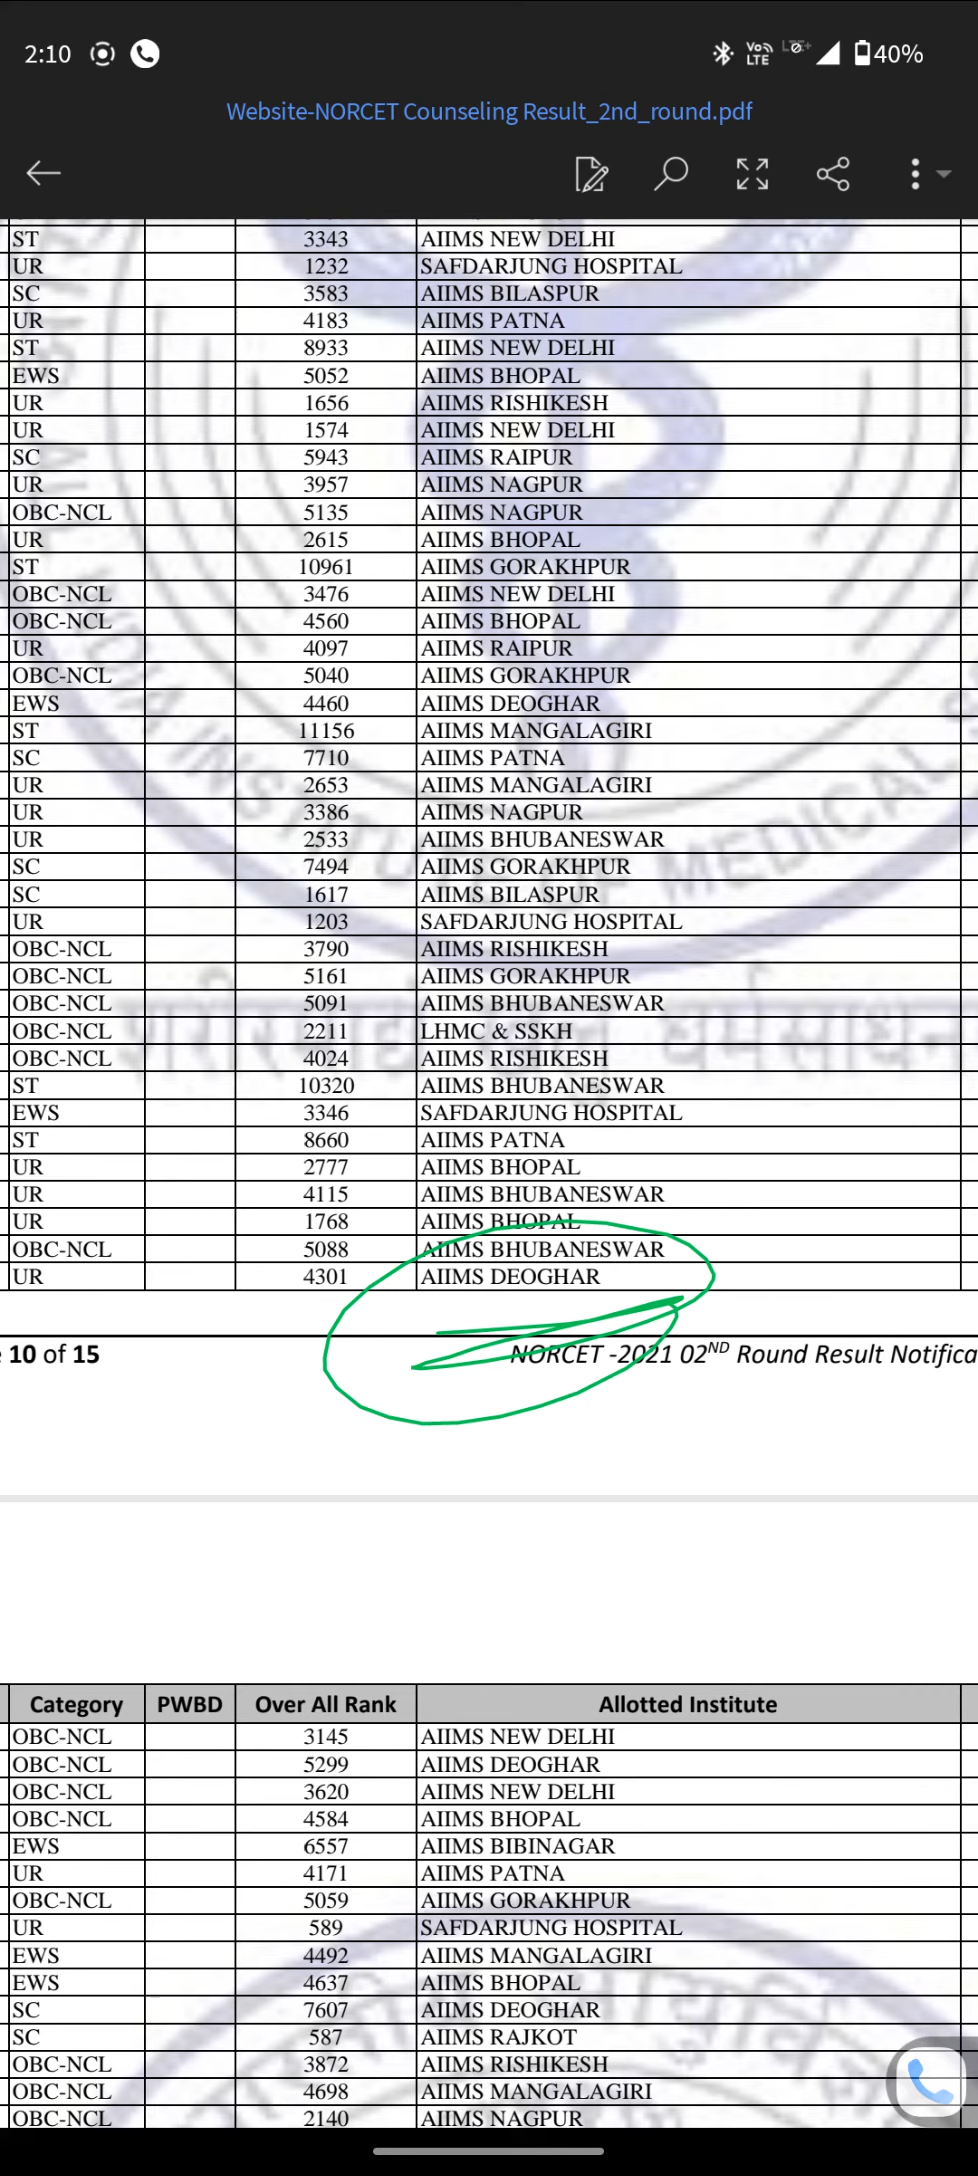 2:10 Vo LTE LTE+ 40%
Website-NORCET Counseling Result_2nd_round.pdf
ST 3343 AIIMS NEW DELHI
UR 1232 SAFDARJUNG HOSPITAL
SC 3583 AIIMS BILASPUR
UR 4183 AIIMS PATNA
ST 8933 AIIMS NEW DELHI
EWS 5052 AIIMS BHOPAL
UR 1656 AIIMS RISHIKESH
UR 1574 AIIMS NEW DELHI
SC 5943 AIIMS RAIPUR
UR 3957 AIIMS NAGPUR
OBC-NCL 5135 AIIMS NAGPUR
UR 2615 AIIMS BHOPAL
ST 10961 AIIMS GORAKHPUR
OBC-NCL 3476 AIIMS NEW DELHI
OBC-NCL 4560 AIIMS BHOPAL
UR 4097 AIIMS RAIPUR
OBC-NCL 5040 AIIMS GORAKHPUR
EWS 4460 AIIMS DEOGHAR
ST 11156 AIIMS MANGALAGIRI
SC 7710 AIIMS PATNA
UR 2653 AIIMS MANGALAGIRI
UR 3386 AIIMS NAGPUR
UR 2533 AIIMS BHUBANESWAR
SC 7494 AIIMS GORAKHPUR
SC 1617 AIIMS BILASPUR
UR 1203 SAFDARJUNG HOSPITAL
OBC-NCL 3790 AIIMS RISHIKESH
OBC-NCL 5161 AIIMS GORAKHPUR
OBC-NCL 5091 AIIMS BHUBANESWAR
OBC-NCL 2211 LHMC & SSKH
OBC-NCL 4024 AIIMS RISHIKESH
ST 10320 AIIMS BHUBANESWAR
EWS 3346 SAFDARJUNG HOSPITAL
ST 8660 AIIMS PATNA
UR 2777 AIIMS BHOPAL
UR 4115 AIIMS BHUBANESWAR
UR 1768 AIIMS BHOPAL
OBC-NCL 5088 AIIMS BHUBANESWAR
UR 4301 AIIMS DEOGHAR
10 of 15 NORCET -2021 02ND Round Result Notifica
Category PWBD Over All Rank Allotted Institute
OBC-NCL 3145 AIIMS NEW DELHI
OBC-NCL 5299 AIIMS DEOGHAR
OBC-NCL 3620 AIIMS NEW DELHI
OBC-NCL 4584 AIIMS BHOPAL
EWS 6557 AIIMS BIBINAGAR
UR 4171 AIIMS PATNA
OBC-NCL 5059 AIIMS GORAKHPUR
UR 589 SAFDARJUNG HOSPITAL
EWS 4492 AIIMS MANGALAGIRI
EWS 4637 AIIMS BHOPAL
SC 7607 AIIMS DEOGHAR
SC 587 AIIMS RAJKOT
OBC-NCL 3872 AIIMS RISHIKESH
OBC-NCL 4698 AIIMS MANGALAGIRI
OBC-NCL 2140 AIIMS NAGPUR